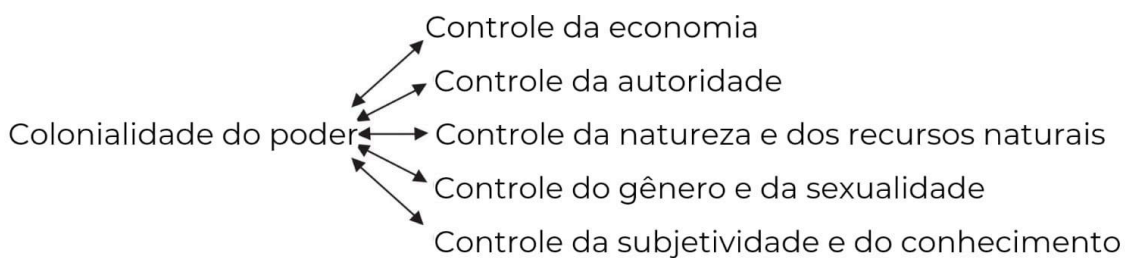 Controle da economia
Controle da autoridade
Colonialidade do poder
Controle da natureza e dos recursos naturais
Controle do gênero e da sexualidade
Controle da subjetividade e do conhecimento